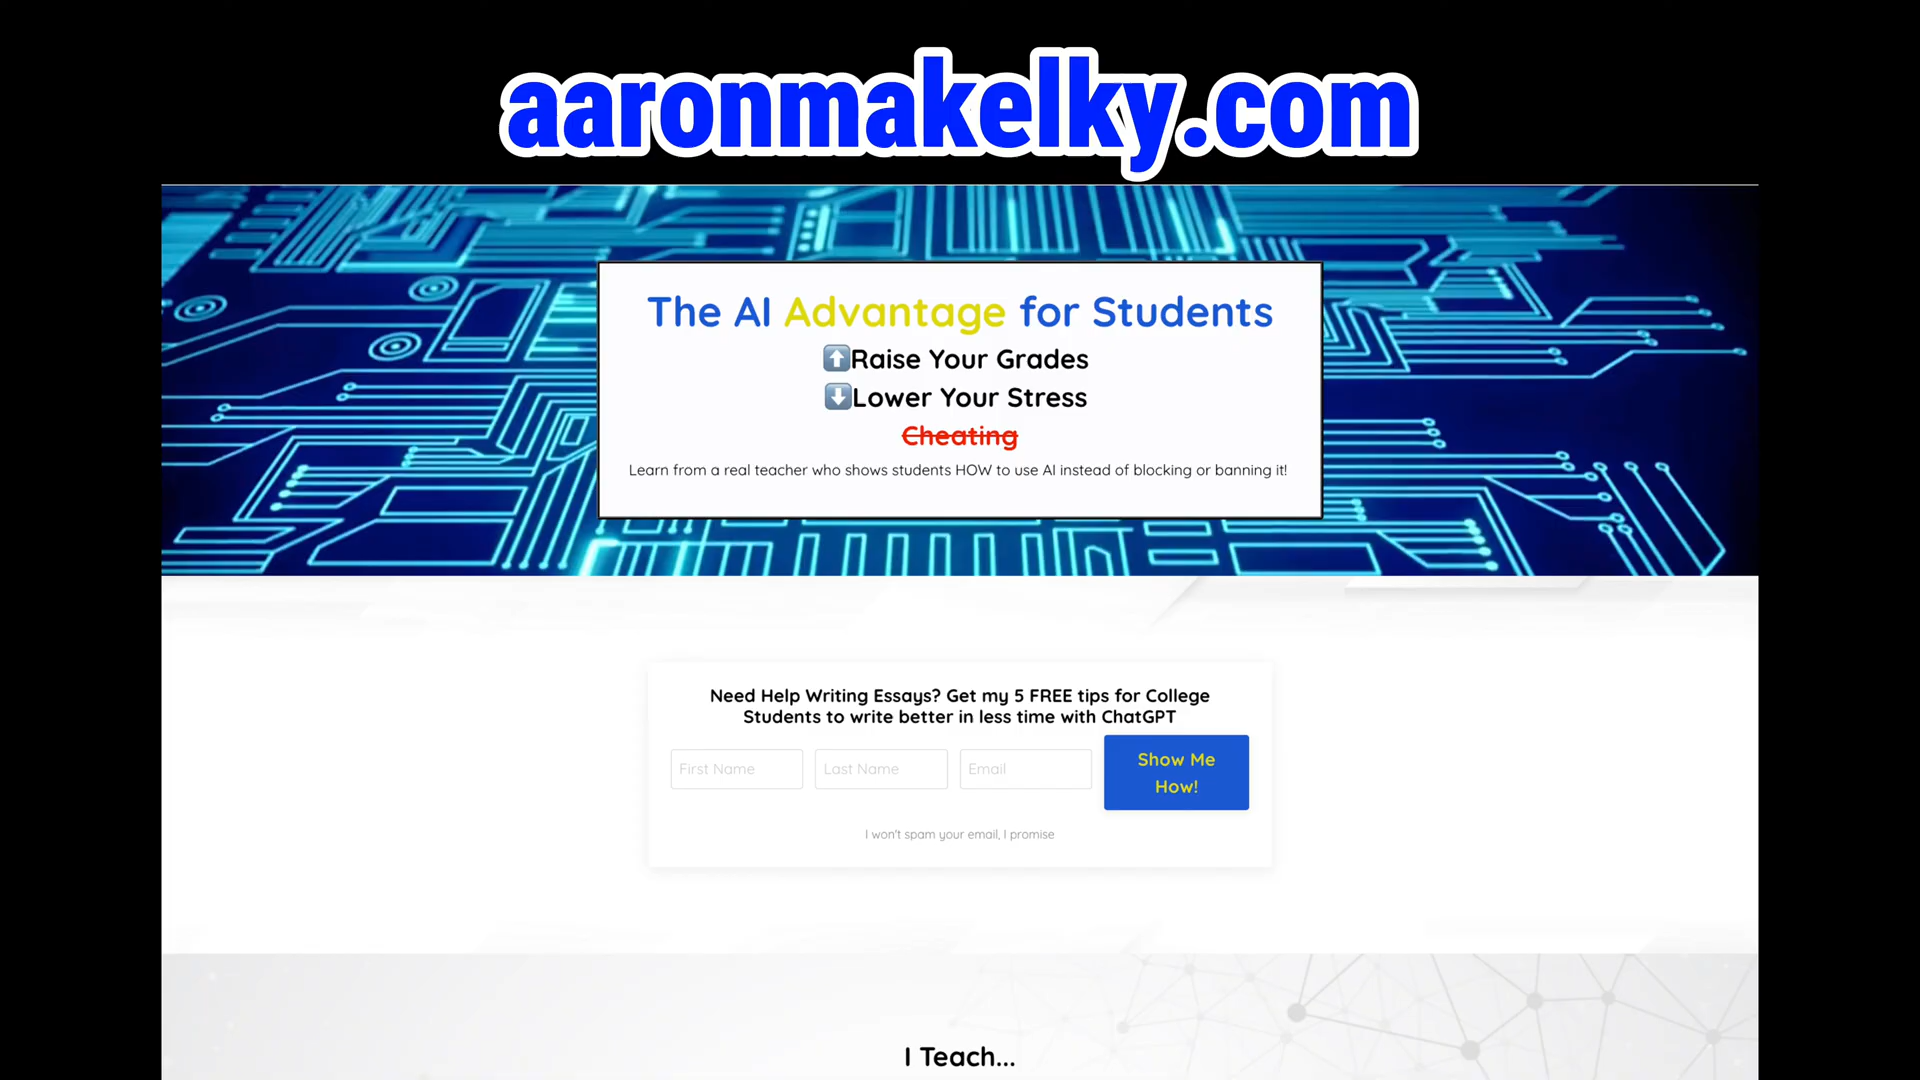 aaronmakelky.com
The AI Advantage for Students
⬆️Raise Your Grades
⬇️Lower Your Stress
Cheating
Learn from a real teacher who shows students HOW to use AI instead of blocking or banning it!
Need Help Writing Essays? Get my 5 FREE tips for College
Students to write better in less time with ChatGPT
First Name
Last Name
Email
Show Me
How!
I won't spam your email, I promise
I Teach...